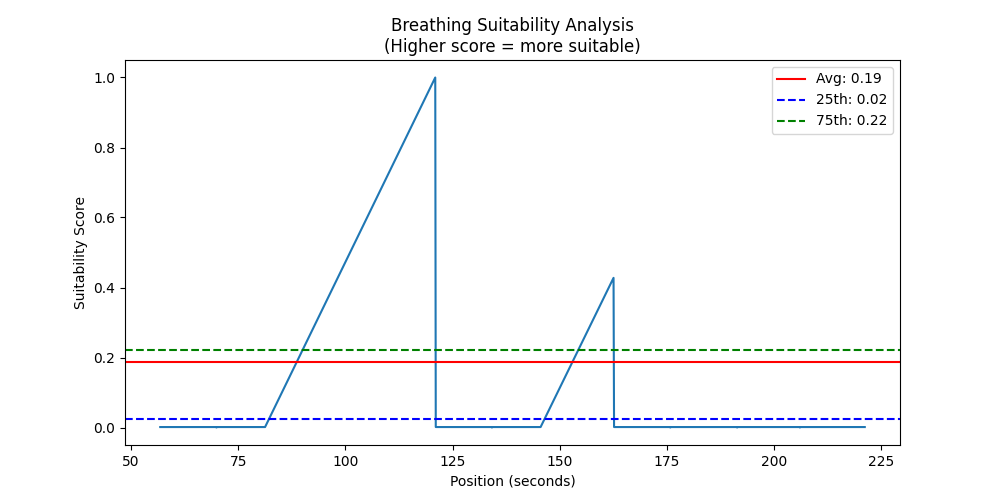 Breathing Suitability Analysis
(Higher score = more suitable)
Avg: 0.19
25th: 0.02
75th: 0.22
Suitability Score
1.0
0.8
0.6
0.4
0.2
0.0
50
75
100
125
150
175
200
225
Position (seconds)